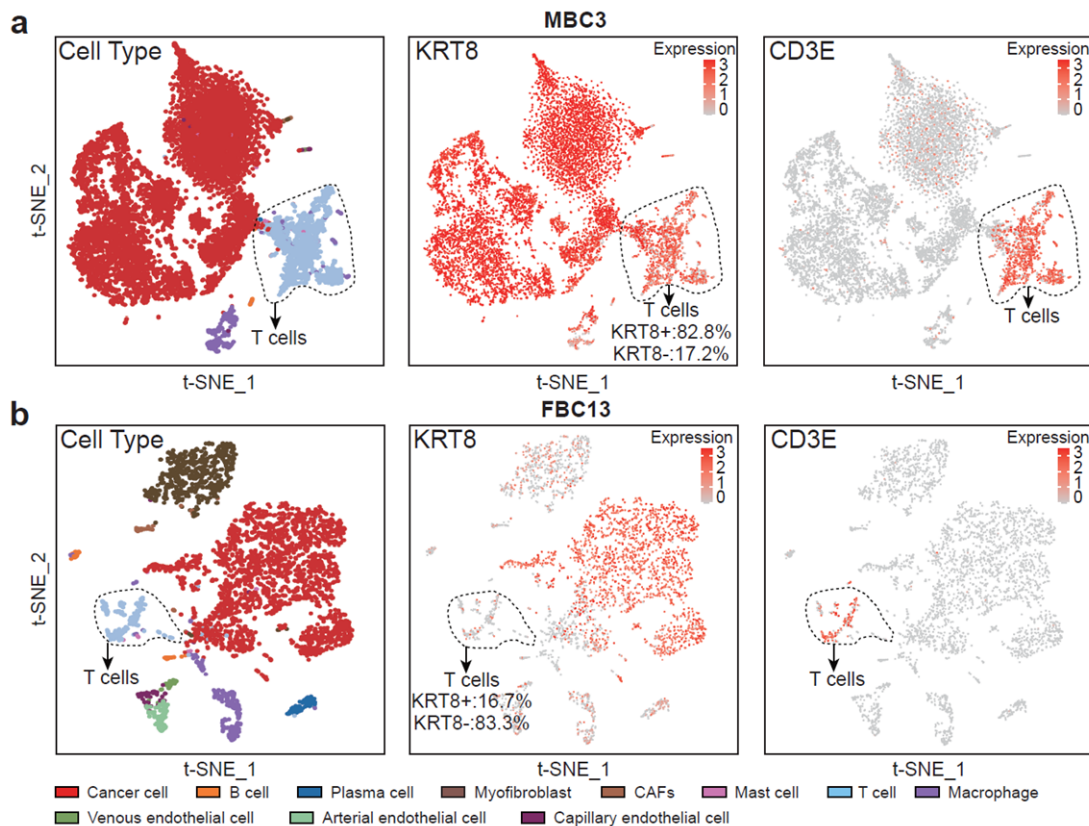 a
MBC3
Cell Type
KRT8
Expression
3
2
1
0
CD3E
Expression
3
2
1
0
t-SNE_2
T cells
T cells
KRT8+:82.8%
KRT8-:17.2%
T cells
t-SNE_1
t-SNE_1
t-SNE_1
b
FBC13
Cell Type
KRT8
Expression
3
2
1
0
CD3E
Expression
3
2
1
0
t-SNE_2
T cells
T cells
KRT8+:16.7%
KRT8-:83.3%
T cells
t-SNE_1
t-SNE_1
t-SNE_1
Cancer cell B cell Plasma cell Myofibroblast CAFs Mast cell T cell Macrophage
Venous endothelial cell Arterial endothelial cell Capillary endothelial cell